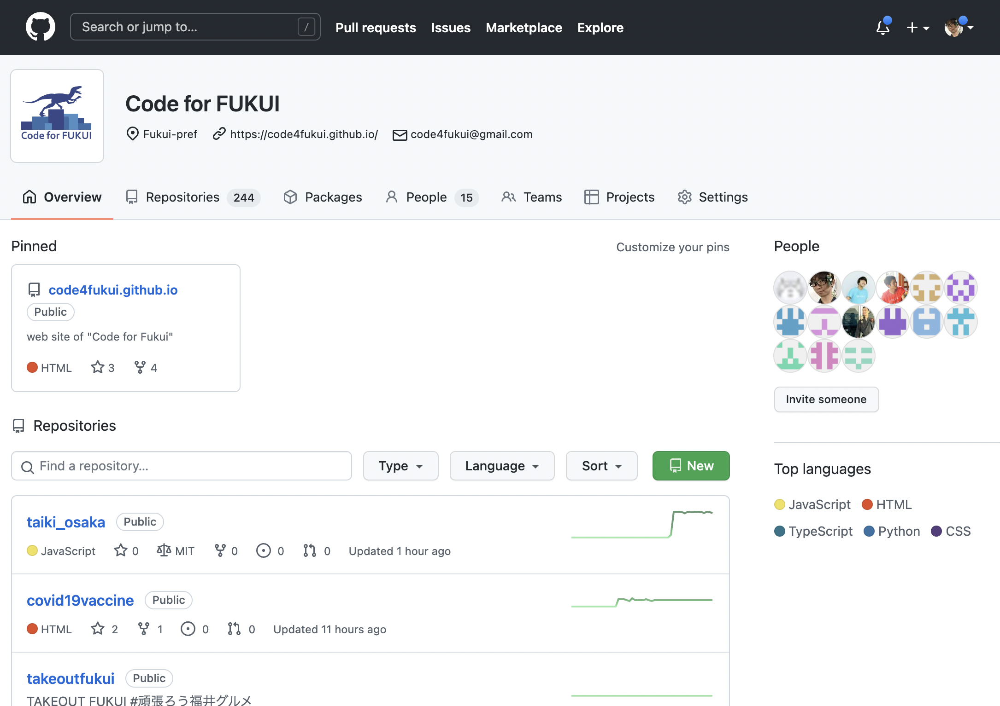 Search or jump to... /
Pull requests Issues Marketplace Explore
Code for FUKUI
Code for FUKUI
Fukui-pref https://code4fukui.github.io/ code4fukui@gmail.com
Overview Repositories 244 Packages People 15 Teams Projects Settings
Pinned Customize your pins
code4fukui.github.io
Public
web site of "Code for Fukui"
HTML 3 4
Repositories
Find a repository... Type Language Sort New
taiki_osaka Public
JavaScript 0 MIT 0 0 0 Updated 1 hour ago
covid19vaccine Public
HTML 2 1 0 0 Updated 11 hours ago
takeoutfukui Public
TAKEOUT FUKUI #頑張ろう福井グルメ
People
Invite someone
Top languages
JavaScript HTML
TypeScript Python CSS